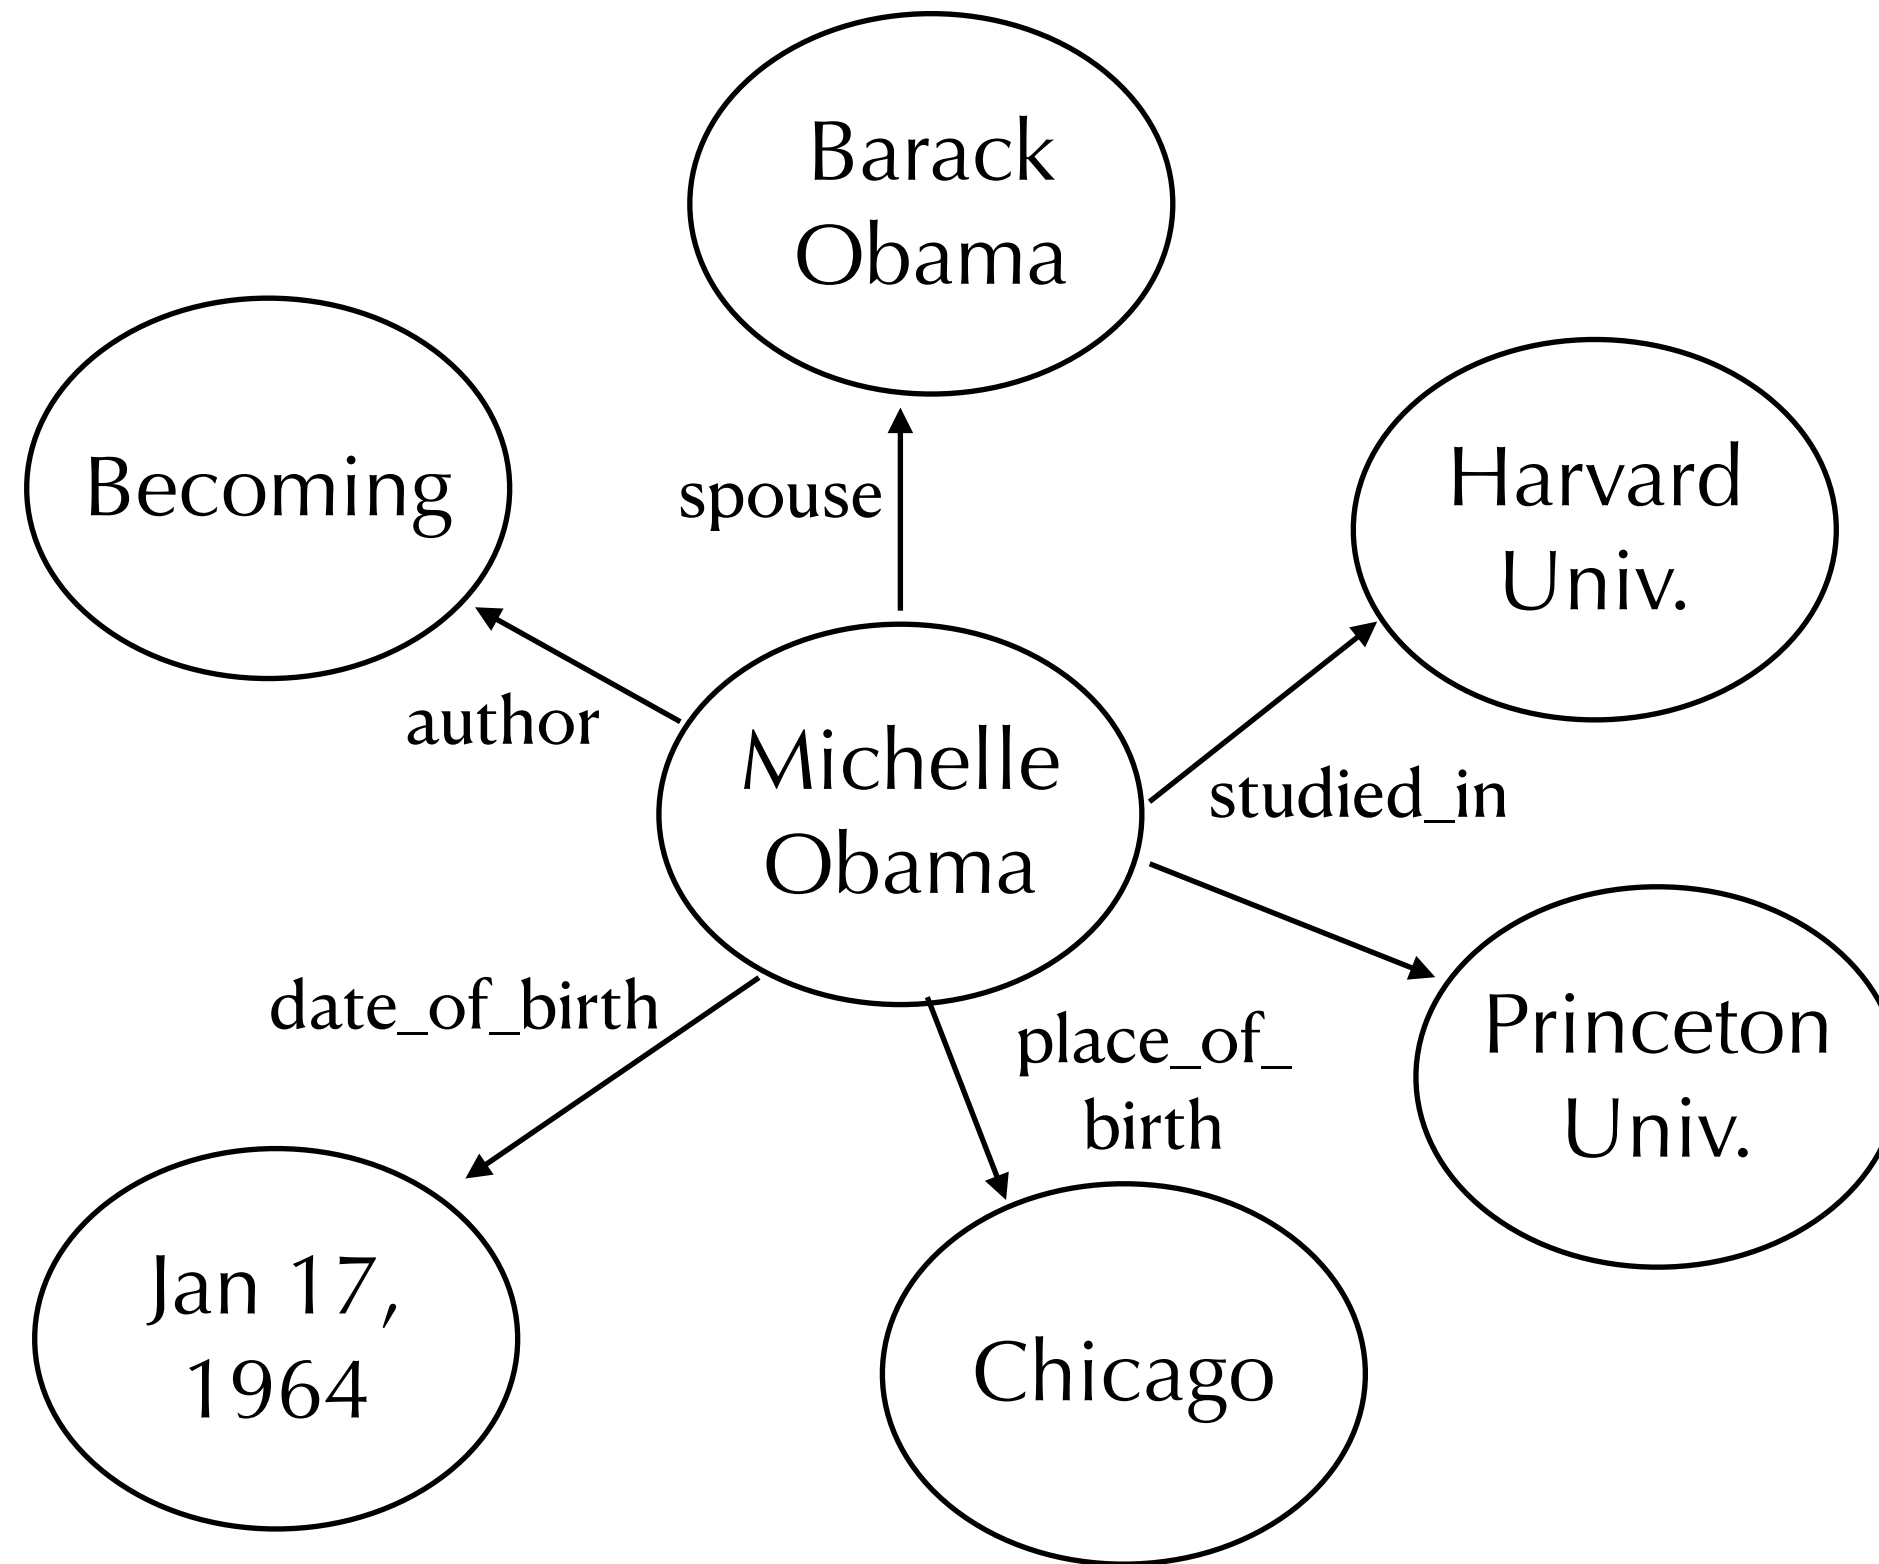 Barack
Obama
Becoming
spouse
Harvard
Univ.
author
Michelle
Obama
studied_in
date_of_birth
place_of_
birth
Princeton
Univ.
Jan 17,
1964
Chicago